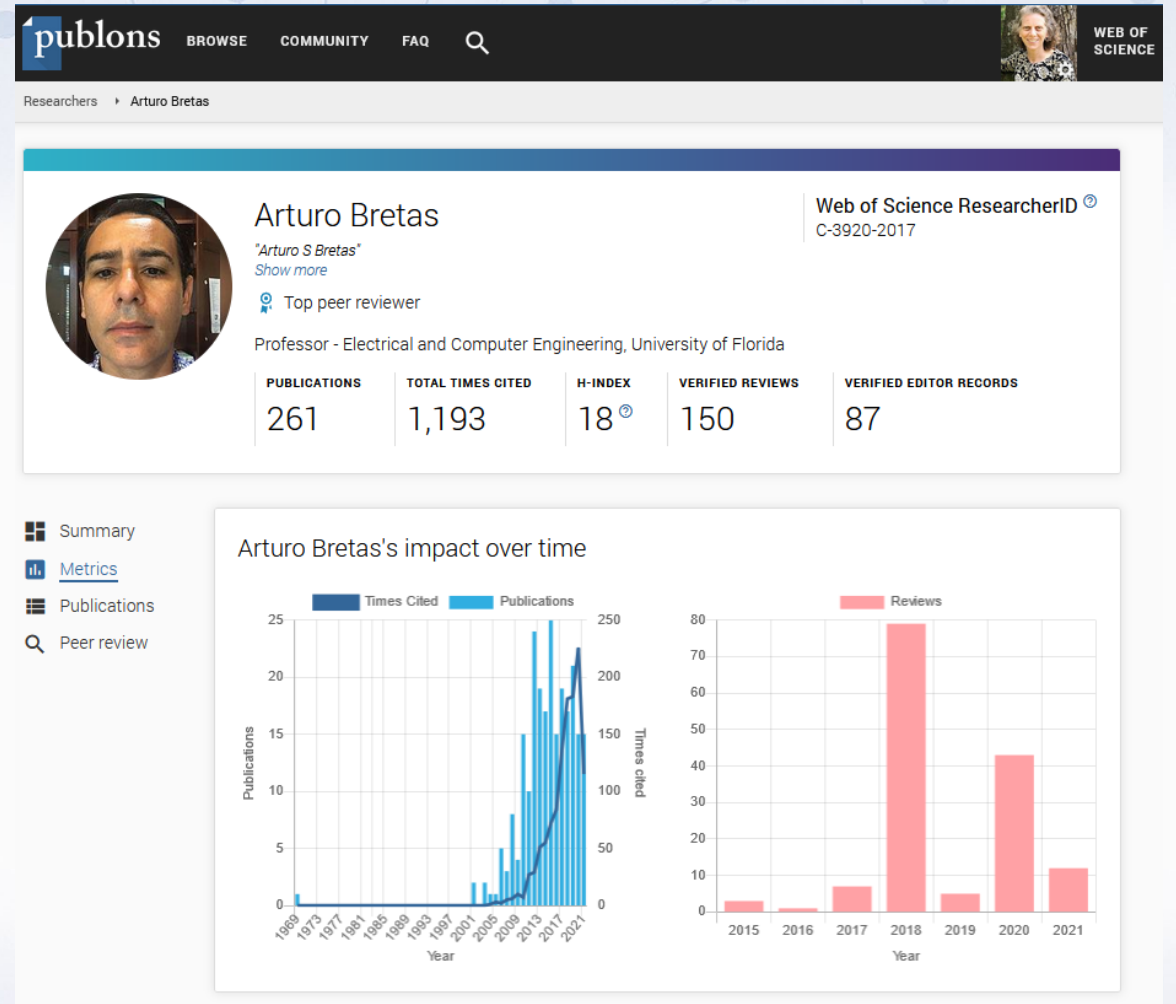 publons BROWSE COMMUNITY FAQ WEB OF SCIENCE
Researchers Arturo Bretas
Arturo Bretas
"Arturo S Bretas"
Show more
Top peer reviewer
Professor - Electrical and Computer Engineering, University of Florida
Web of Science ResearcherID ?
C-3920-2017
PUBLICATIONS TOTAL TIMES CITED H-INDEX VERIFIED REVIEWS VERIFIED EDITOR RECORDS
261 1,193 18 ? 150 87
Summary
Metrics
Publications
Peer review
Arturo Bretas's impact over time
Times Cited Publications
25 250
20 200
15 150
10 100
5 50
0 0
Publications
Times cited
1969 1973 1977 1981 1985 1989 1993 1997 2001 2005 2009 2013 2017 2021
Year
Reviews
80
70
60
50
40
30
20
10
0
2015 2016 2017 2018 2019 2020 2021
Year